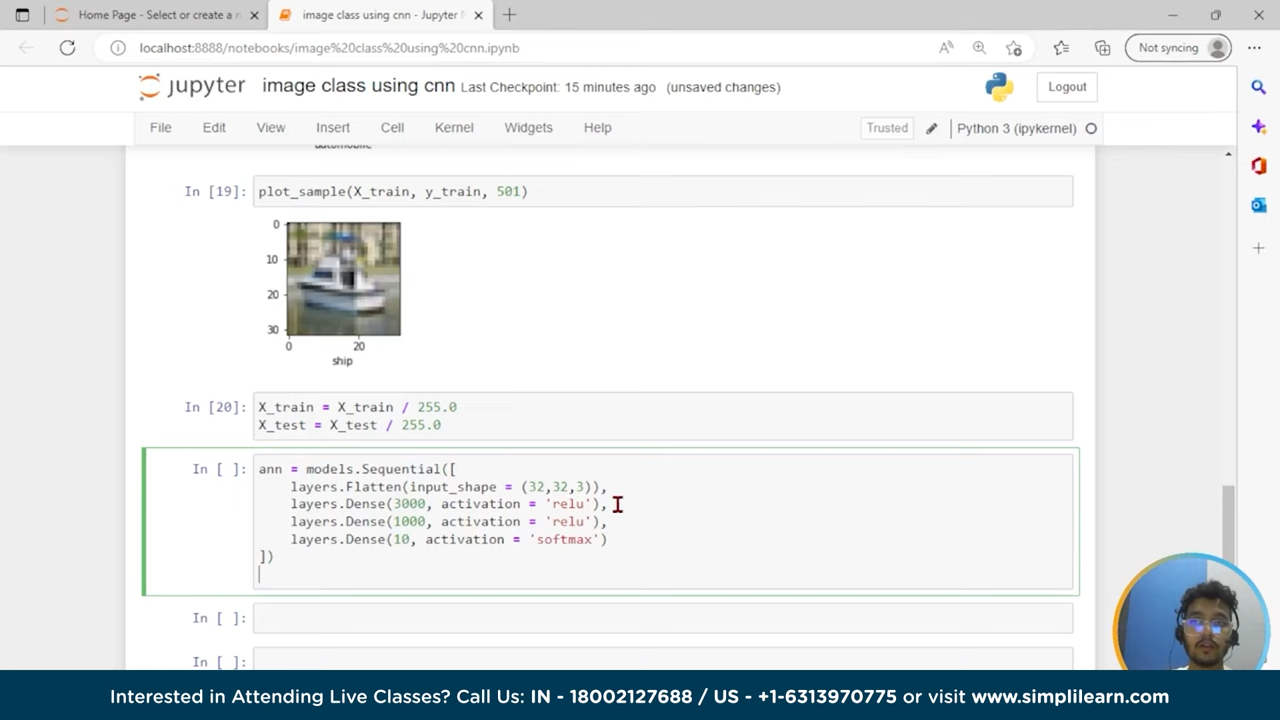 Home Page - Select or create a n
image class using cnn - Jupyter
localhost:8888/notebooks/image%20class%20using%20cnn.ipynb
Not syncing
jupyter image class using cnn Last Checkpoint: 15 minutes ago (unsaved changes)
Logout
File Edit View Insert Cell Kernel Widgets Help
Trusted
Python 3 (ipykernel)
automobile
In [19]: plot_sample(X_train, y_train, 501)
0
10
20
30
0 20
ship
In [20]: X_train = X_train / 255.0
X_test = X_test / 255.0
In [ ]: ann = models.Sequential([
layers.Flatten(input_shape = (32,32,3)),
layers.Dense(3000, activation = 'relu'),
layers.Dense(1000, activation = 'relu'),
layers.Dense(10, activation = 'softmax')
])
In [ ]:
In [ ]:
Interested in Attending Live Classes? Call Us: IN - 18002127688 / US - +1-6313970775 or visit www.simplilearn.com